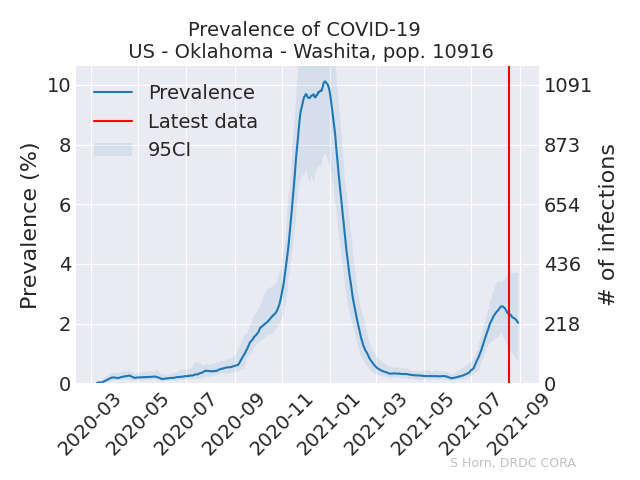 Prevalence of COVID-19
US - Oklahoma - Washita, pop. 10916
Prevalence
Latest data
95CI
Prevalence (%)
10
8
6
4
2
0
1091
873
654
436
218
0
# of infections
2020-03
2020-05
2020-07
2020-09
2020-11
2021-01
2021-03
2021-05
2021-07
2021-09
S Horn, DRDC CORA